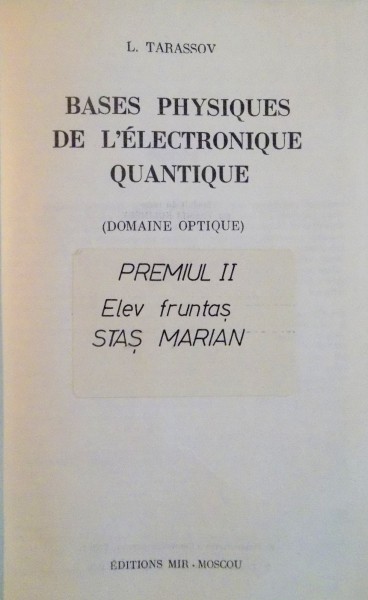 L. TARASSOV
BASES PHYSIQUES
DE L'ÉLECTRONIQUE
QUANTIQUE
(DOMAINE OPTIQUE)
PREMIUL II
Elev fruntaș
STAȘ MARIAN
ÉDITIONS MIR - MOSCOU